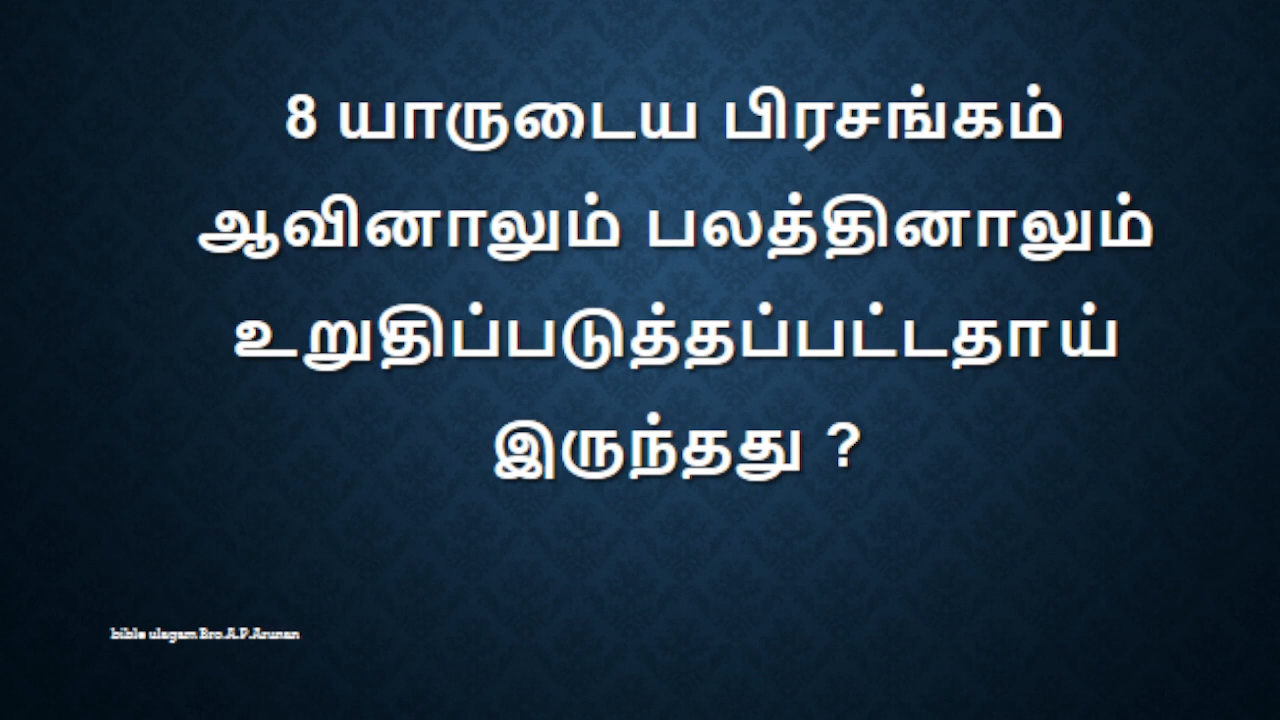 8 யாருடைய பிரசங்கம்
ஆவினாலும் பலத்தினாலும்
உறுதிப்படுத்தப்பட்டதாய்
இருந்தது ?
bible ulagam Bro.A.P.Arunan